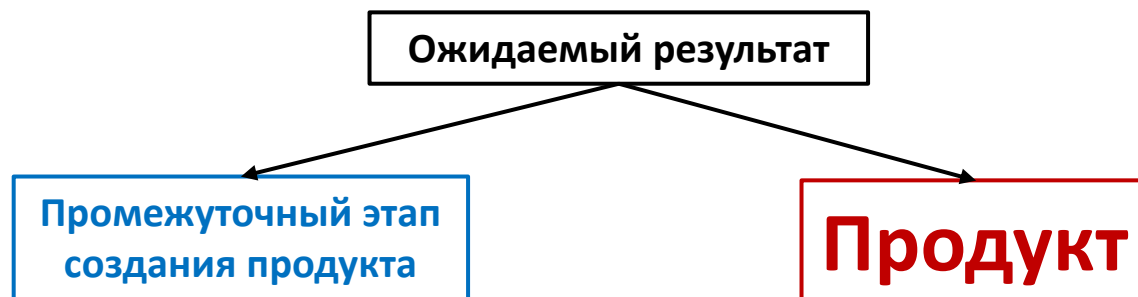 Ожидаемый результат
Промежуточный этап
создания продукта
Продукт